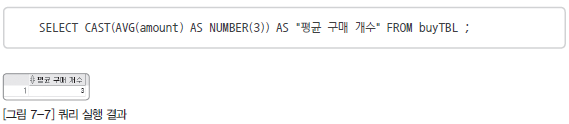 SELECT CAST(AVG(amount) AS NUMBER(3)) AS "평균 구매 개수" FROM buyTBL ;
평균 구매 개수
1 3
[그림 7-7] 쿼리 실행 결과